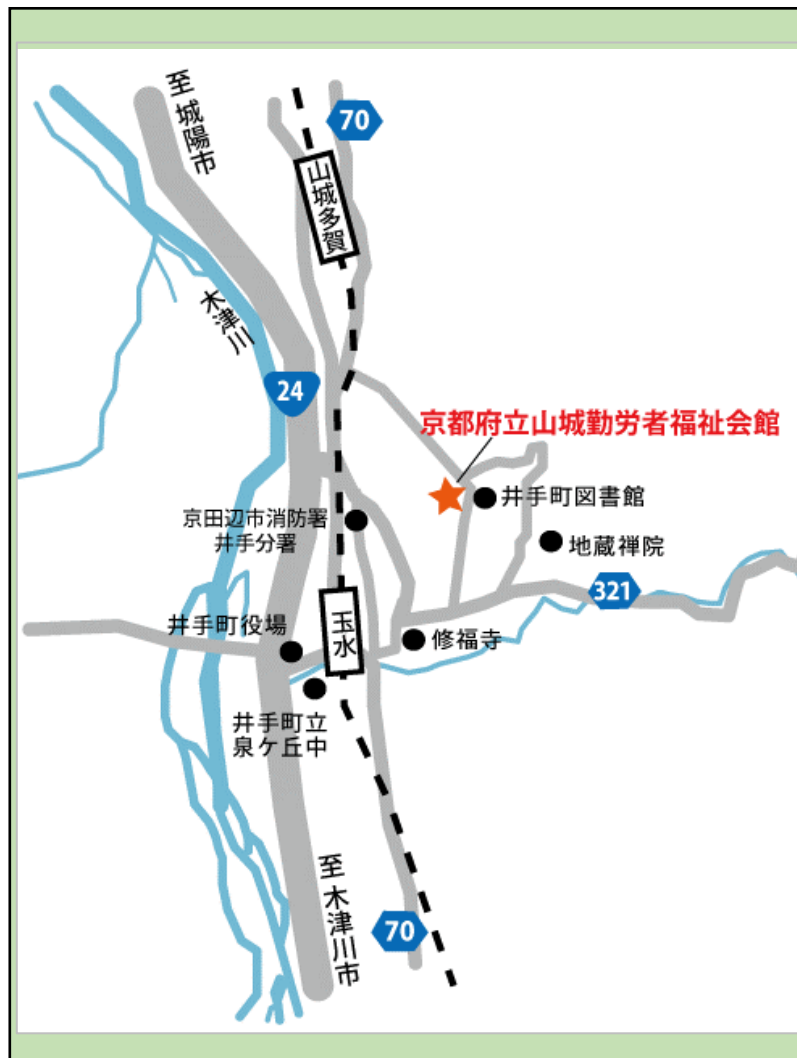 至 城陽市
70
山城多賀
木津川
24
京都府立山城勤労者福祉会館
井手町図書館
京田辺市消防署
井手分署
地蔵禅院
321
井手町役場
玉水
修福寺
井手町立
泉ケ丘中
至 木津川市
70